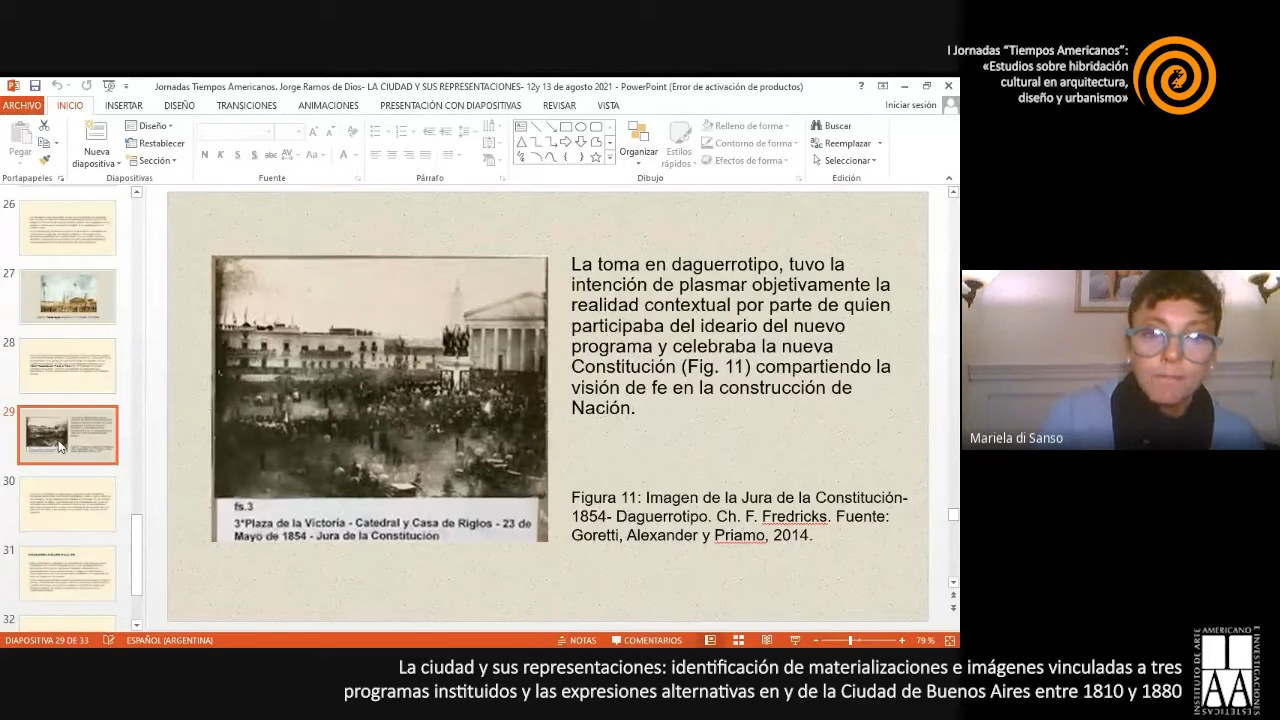 I Jornadas “Tiempos Americanos”:
«Estudios sobre hibridación
cultural en arquitectura,
diseño y urbanismo»
Jornadas Tiempos Americanos. Jorge Ramos de Dios- LA CIUDAD Y SUS REPRESENTACIONES- 12y 13 de agosto 2021 - PowerPoint (Error de activación de productos)
ARCHIVO INICIO INSERTAR DISEÑO TRANSICIONES ANIMACIONES PRESENTACIÓN CON DIAPOSITIVAS REVISAR VISTA Iniciar sesión
Pegar
Nueva
diapositiva
Diseño
Restablecer
Sección
N K S S abc AV Aa A
Organizar
Estilos
rápidos
Relleno de forma
Contorno de forma
Efectos de forma
Buscar
Reemplazar
Seleccionar
Portapapeles Diapositivas Fuente Párrafo Dibujo Edición
26
27
28
29
30
31
32
La toma en daguerrotipo, tuvo la
intención de plasmar objetivamente la
realidad contextual por parte de quien
participaba del ideario del nuevo
programa y celebraba la nueva
Constitución (Fig. 11) compartiendo la
visión de fe en la construcción de
Nación.
fs.3
3°Plaza de la Victoria - Catedral y Casa de Riglos - 23 de
Mayo de 1854 - Jura de la Constitución
Figura 11: Imagen de la Jura de la Constitución-
1854- Daguerrotipo. Ch. F. Fredricks. Fuente:
Goretti, Alexander y Priamo, 2014.
Mariela di Sanso
DIAPOSITIVA 29 DE 33 ESPAÑOL (ARGENTINA) NOTAS COMENTARIOS 79 %
La ciudad y sus representaciones: identificación de materializaciones e imágenes vinculadas a tres
programas instituidos y las expresiones alternativas en y de la Ciudad de Buenos Aires entre 1810 y 1880
INSTITUTO DE ARTE
AMERICANO
E INVESTIGACIONES
ESTÉTICAS
IAA